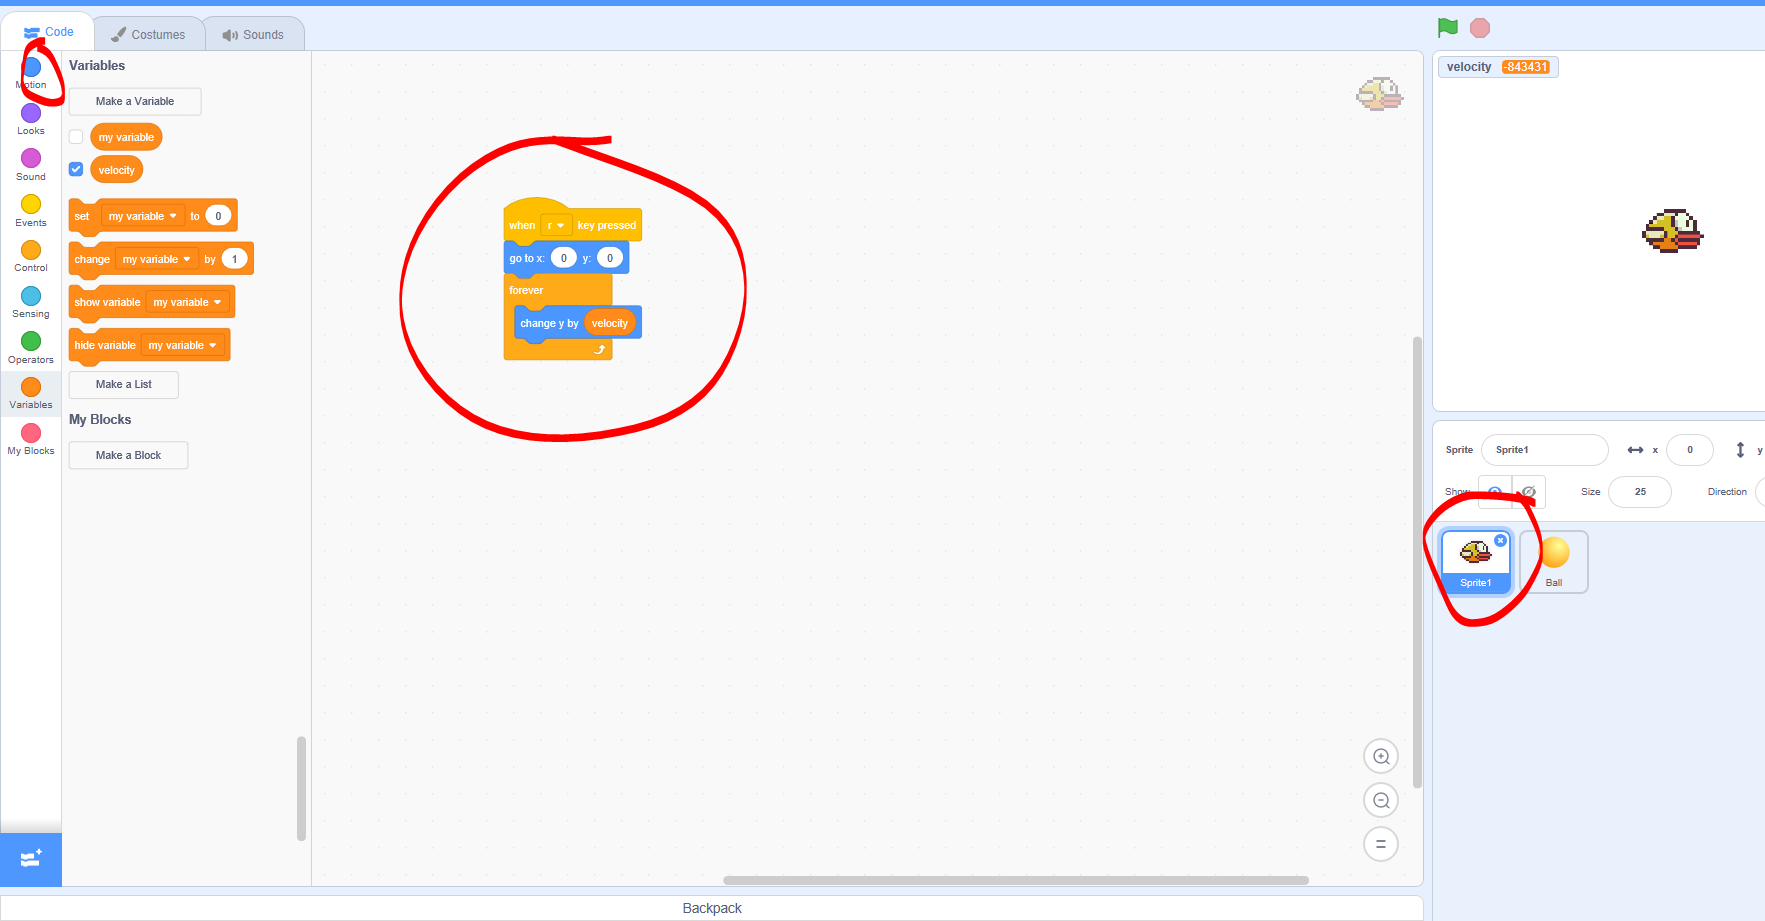 Code
Costumes
Sounds
Motion
Looks
Sound
Events
Control
Sensing
Operators
Variables
My Blocks
Variables
Make a Variable
my variable
velocity
set my variable to 0
change my variable by 1
show variable my variable
hide variable my variable
Make a List
My Blocks
Make a Block
when r key pressed
go to x: 0 y: 0
forever
change y by velocity
velocity -843431
Sprite Sprite1 x 0 y
Show Size 25 Direction
Sprite1
Ball
Backpack